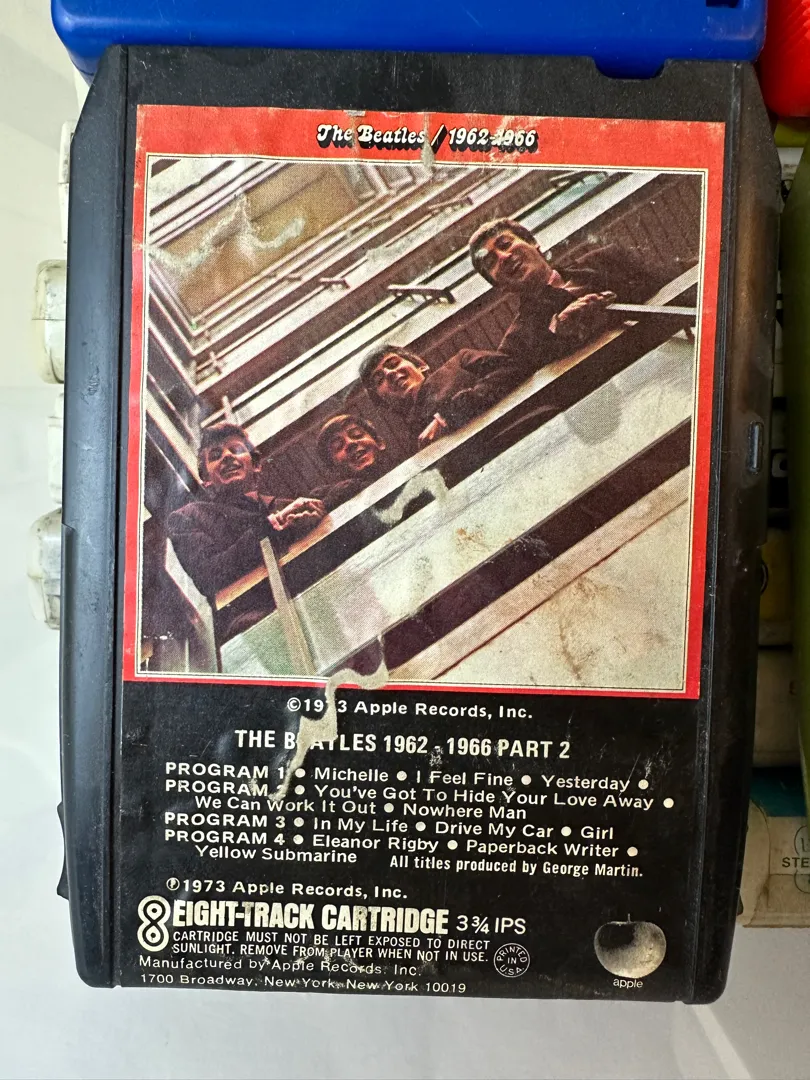 The Beatles / 1962-1966
©1973 Apple Records, Inc.
THE BEATLES 1962 - 1966 PART 2
PROGRAM 1 ● Michelle ● I Feel Fine ● Yesterday ●
PROGRAM 2 ● You've Got To Hide Your Love Away ●
We Can Work It Out ● Nowhere Man
PROGRAM 3 ● In My Life ● Drive My Car ● Girl
PROGRAM 4 ● Eleanor Rigby ● Paperback Writer ●
Yellow Submarine All titles produced by George Martin.
℗1973 Apple Records, Inc.
8 EIGHT-TRACK CARTRIDGE 3 ¾ IPS
CARTRIDGE MUST NOT BE LEFT EXPOSED TO DIRECT
SUNLIGHT. REMOVE FROM PLAYER WHEN NOT IN USE.
PRINTED IN U.S.A.
Manufactured by Apple Records. Inc.
1700 Broadway, New York, New York 10019
apple
STE